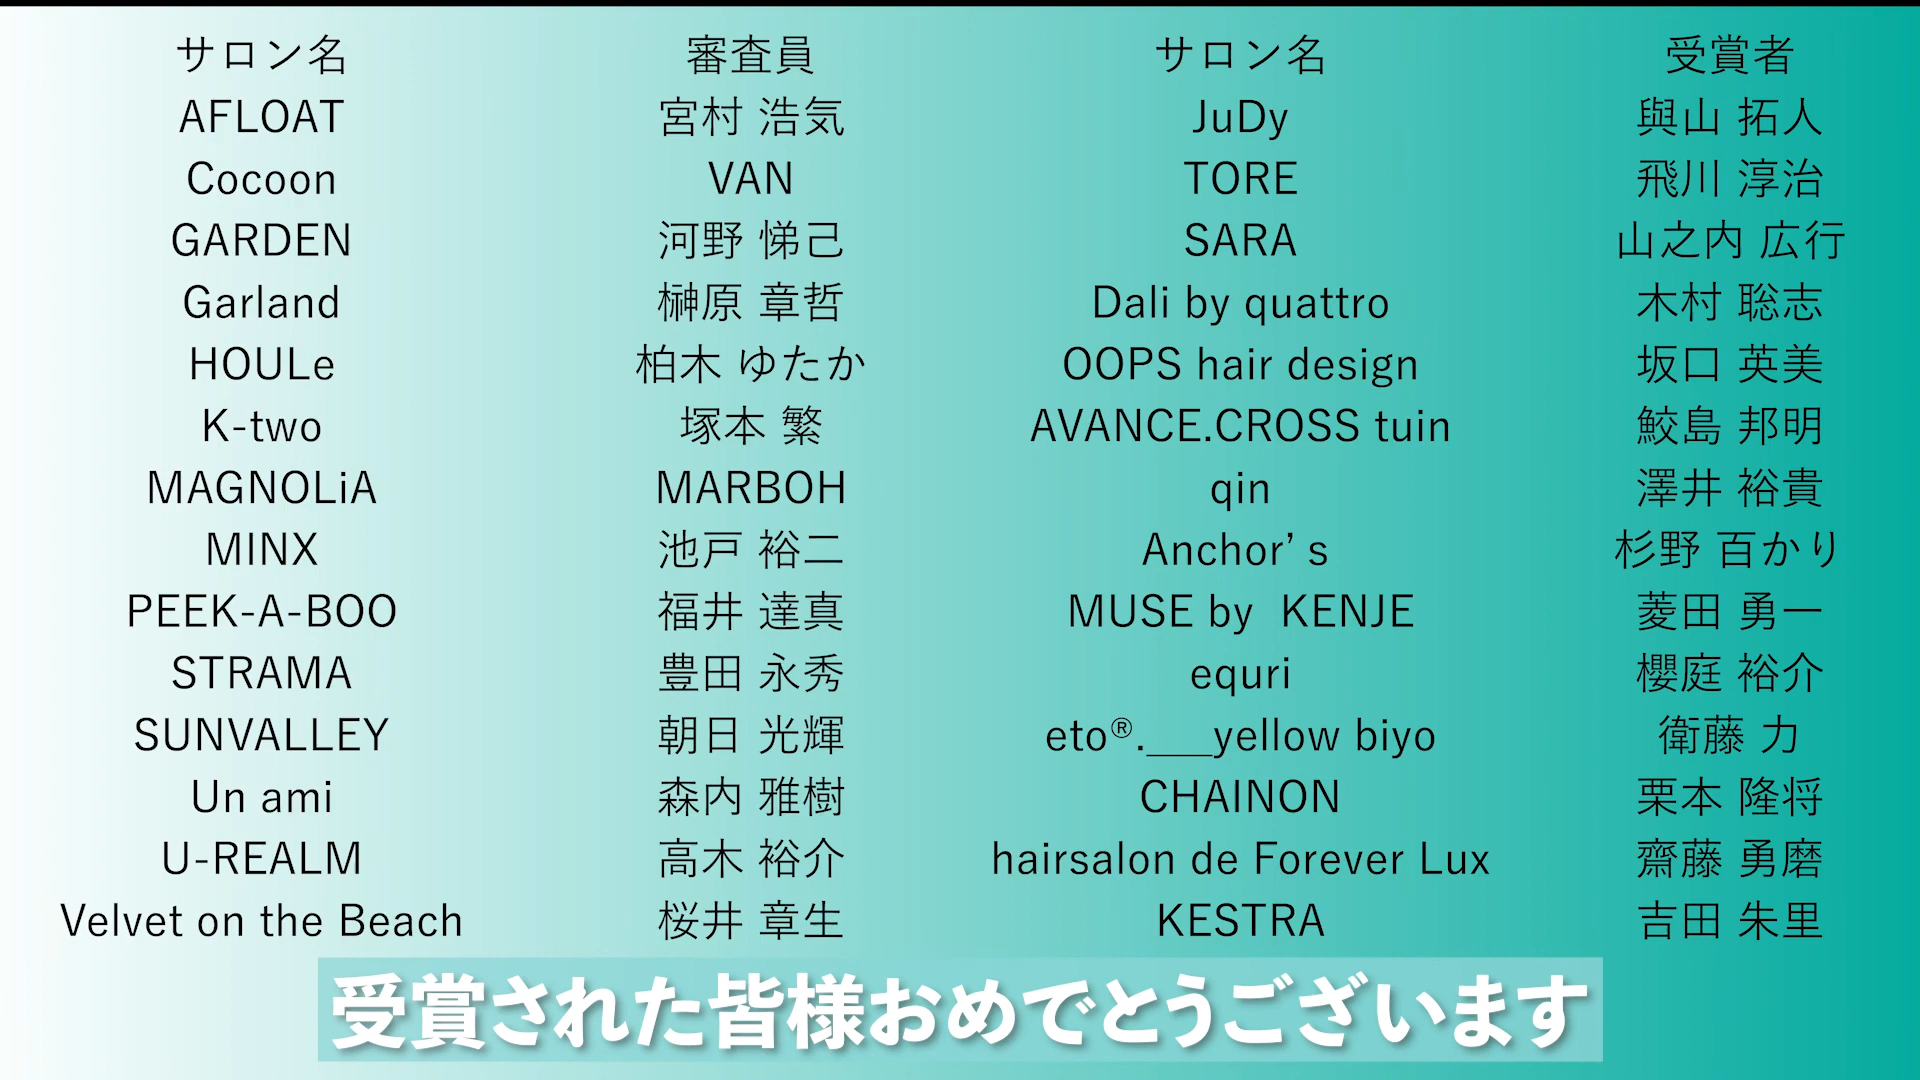 サロン名 審査員 サロン名 受賞者
AFLOAT 宮村 浩気 JuDy 與山 拓人
Cocoon VAN TORE 飛川 淳治
GARDEN 河野 悌己 SARA 山之内 広行
Garland 榊原 章哲 Dali by quattro 木村 聡志
HOULe 柏木 ゆたか OOPS hair design 坂口 英美
K-two 塚本 繁 AVANCE.CROSS tuin 鮫島 邦明
MAGNOLiA MARBOH qin 澤井 裕貴
MINX 池戸 裕二 Anchor’s 杉野 百かり
PEEK-A-BOO 福井 達真 MUSE by  KENJE 菱田 勇一
STRAMA 豊田 永秀 equri 櫻庭 裕介
SUNVALLEY 朝日 光輝 eto®.___yellow biyo 衛藤 力
Un ami 森内 雅樹 CHAINON 栗本 隆将
U-REALM 高木 裕介 hairsalon de Forever Lux 齋藤 勇磨
Velvet on the Beach 桜井 章生 KESTRA 吉田 朱里
受賞された皆様おめでとうございます